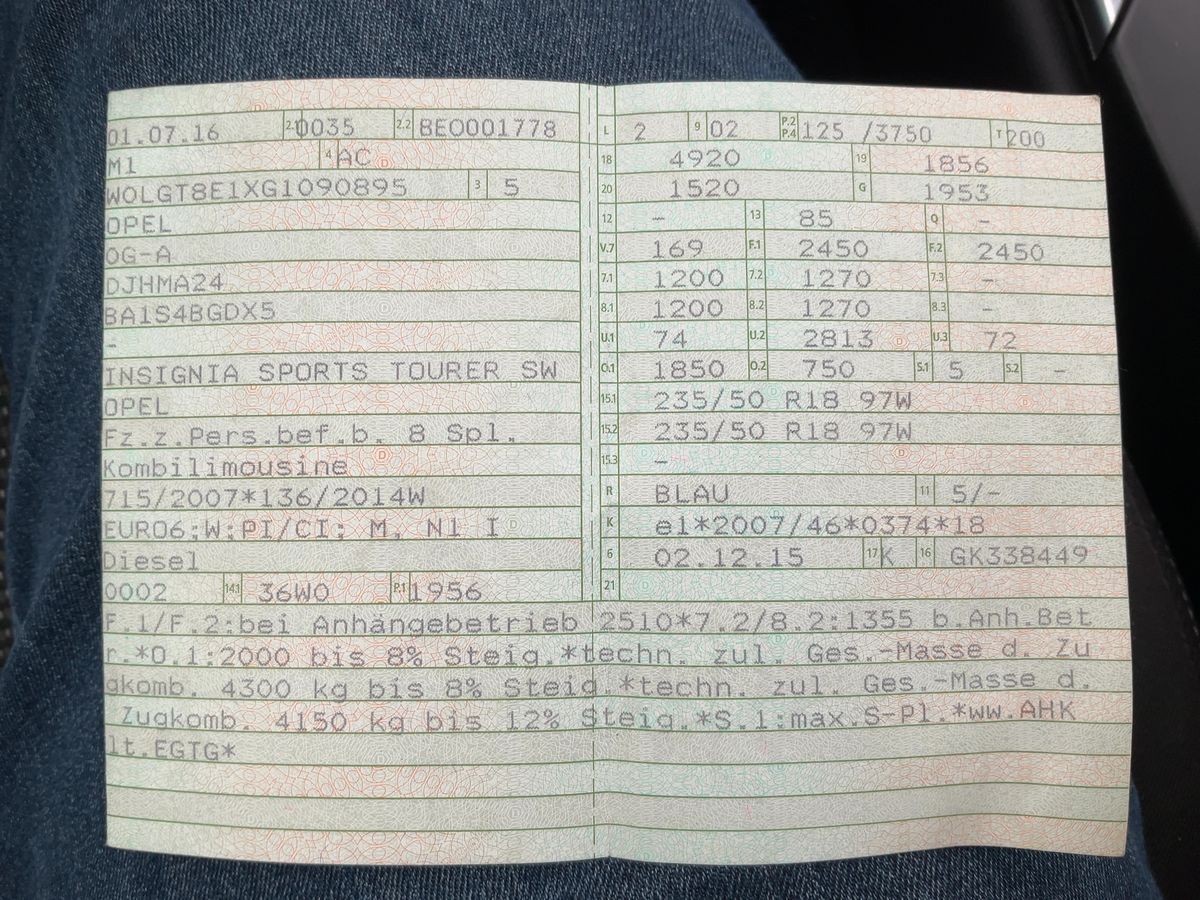 01.07.16 2.1 0035 2.2 BEO001778 L 2 9 02 P.2 P.4 125 /3750 T 200
M1 4 AC 18 4920 19 1856
WOLGT8E1XG1090895 3 5 20 1520 G 1953
OPEL 12 - 13 85 Q -
OG-A V.7 169 F.1 2450 F.2 2450
DJHMA24 7.1 1200 7.2 1270 7.3 -
BA1S4BGDX5 8.1 1200 8.2 1270 8.3 -
- U.1 74 U.2 2813 U.3 72
INSIGNIA SPORTS TOURER SW O.1 1850 O.2 750 S.1 5 S.2 -
OPEL 15.1 235/50 R18 97W
Fz.z.Pers.bef.b. 8 Spl. 15.2 235/50 R18 97W
Kombilimousine 15.3 -
715/2007*136/2014W R BLAU 11 5/-
EURO6;W;PI/CI; M, N1 I K e1*2007/46*0374*18
Diesel 6 02.12.15 17 K 16 GK338449
0002 14.1 36W0 P.1 1956 21
F.1/F.2:bei Anhängebetrieb 2510*7.2/8.2:1355 b.Anh.Bet
r.*O.1:2000 bis 8% Steig.*techn. zul. Ges.-Masse d. Zu
gkomb. 4300 kg bis 8% Steig.*techn. zul. Ges.-Masse d.
Zugkomb. 4150 kg bis 12% Steig.*S.1:max.S-Pl.*ww.AHK
lt.EGTG*